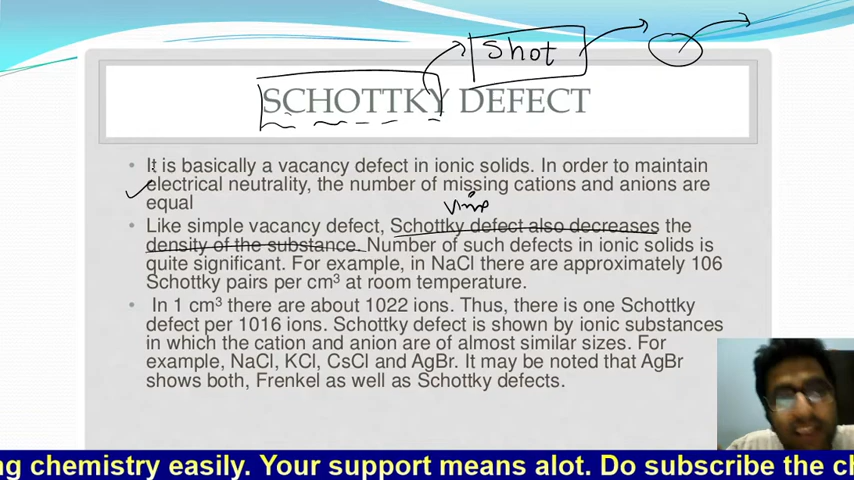 Shot
SCHOTTKY DEFECT
• It is basically a vacancy defect in ionic solids. In order to maintain
electrical neutrality, the number of missing cations and anions are
equal
Vimp
• Like simple vacancy defect, Schottky defect also decreases the
density of the substance. Number of such defects in ionic solids is
quite significant. For example, in NaCl there are approximately 106
Schottky pairs per cm³ at room temperature.
• In 1 cm³ there are about 1022 ions. Thus, there is one Schottky
defect per 1016 ions. Schottky defect is shown by ionic substances
in which the cation and anion are of almost similar sizes. For
example, NaCl, KCl, CsCl and AgBr. It may be noted that AgBr
shows both, Frenkel as well as Schottky defects.
ng chemistry easily. Your support means alot. Do subscribe the ch